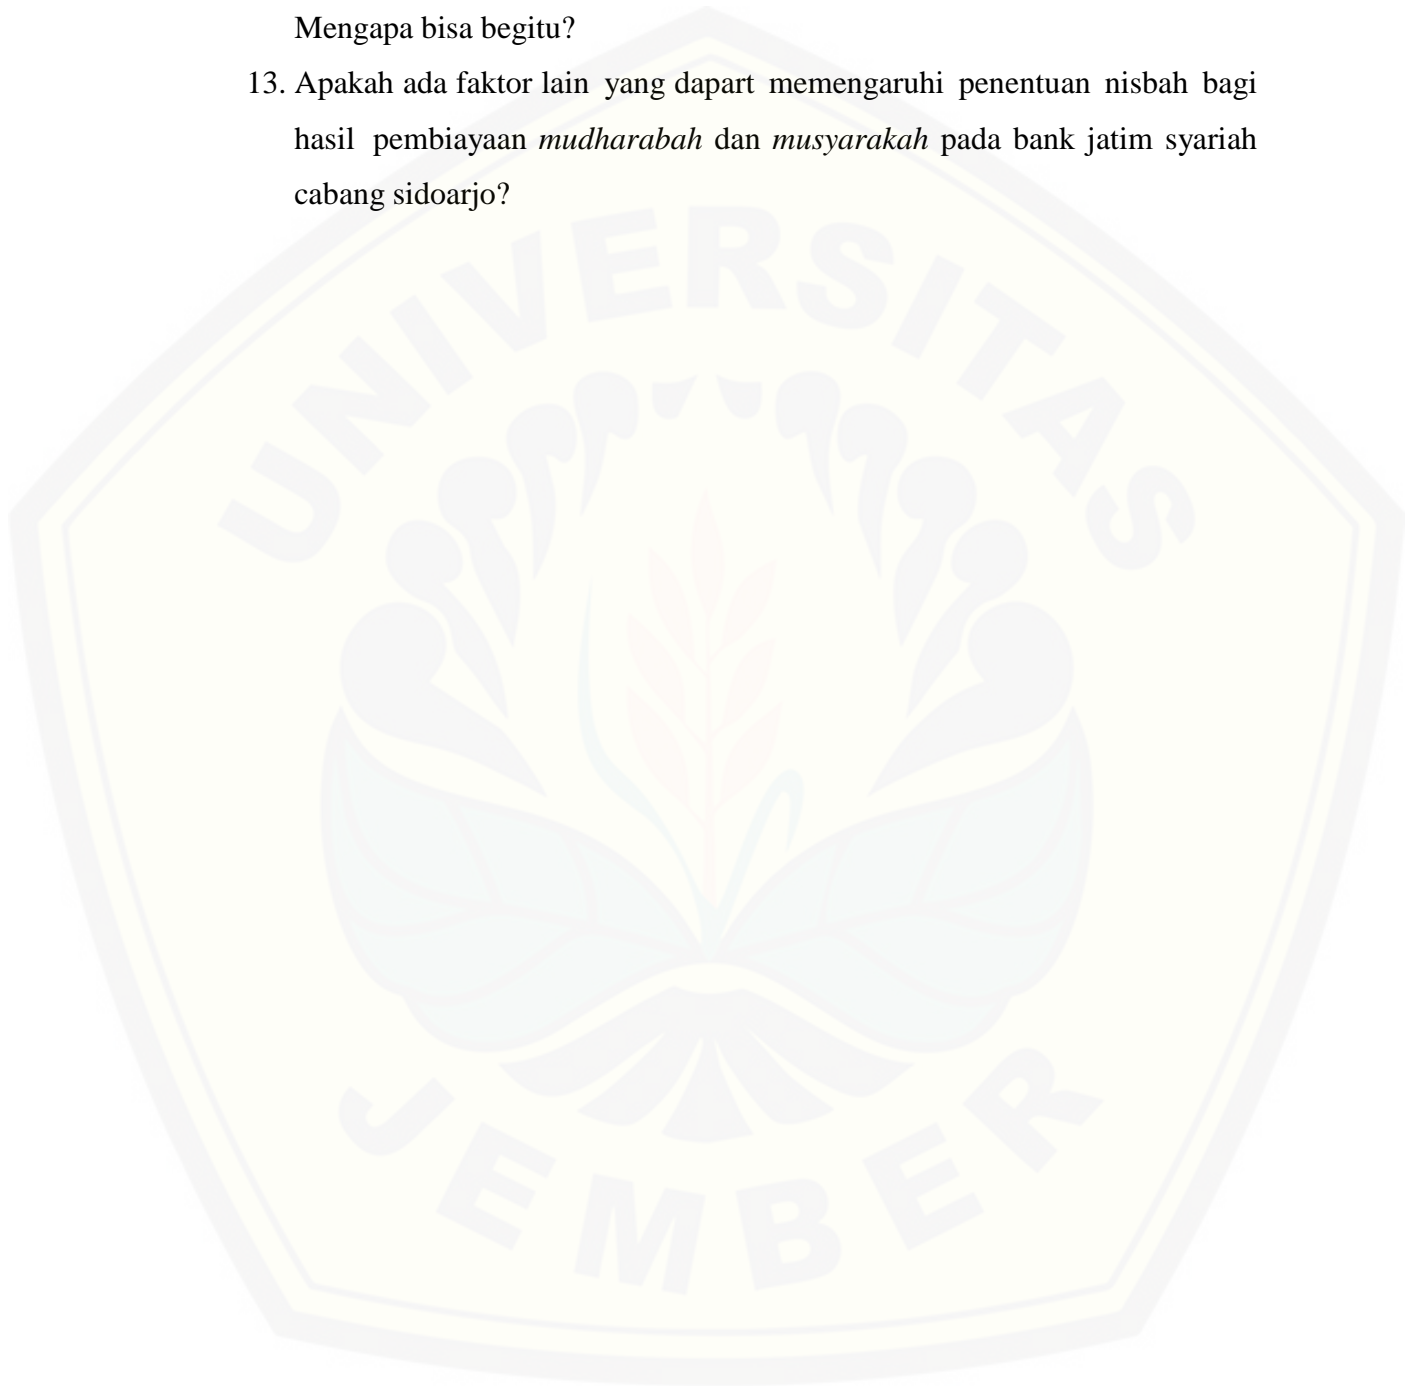 Mengapa bisa begitu?
13. Apakah ada faktor lain yang dapart memengaruhi penentuan nisbah bagi
hasil pembiayaan mudharabah dan musyarakah pada bank jatim syariah
cabang sidoarjo?
UNIVERSITAS
JEMBER